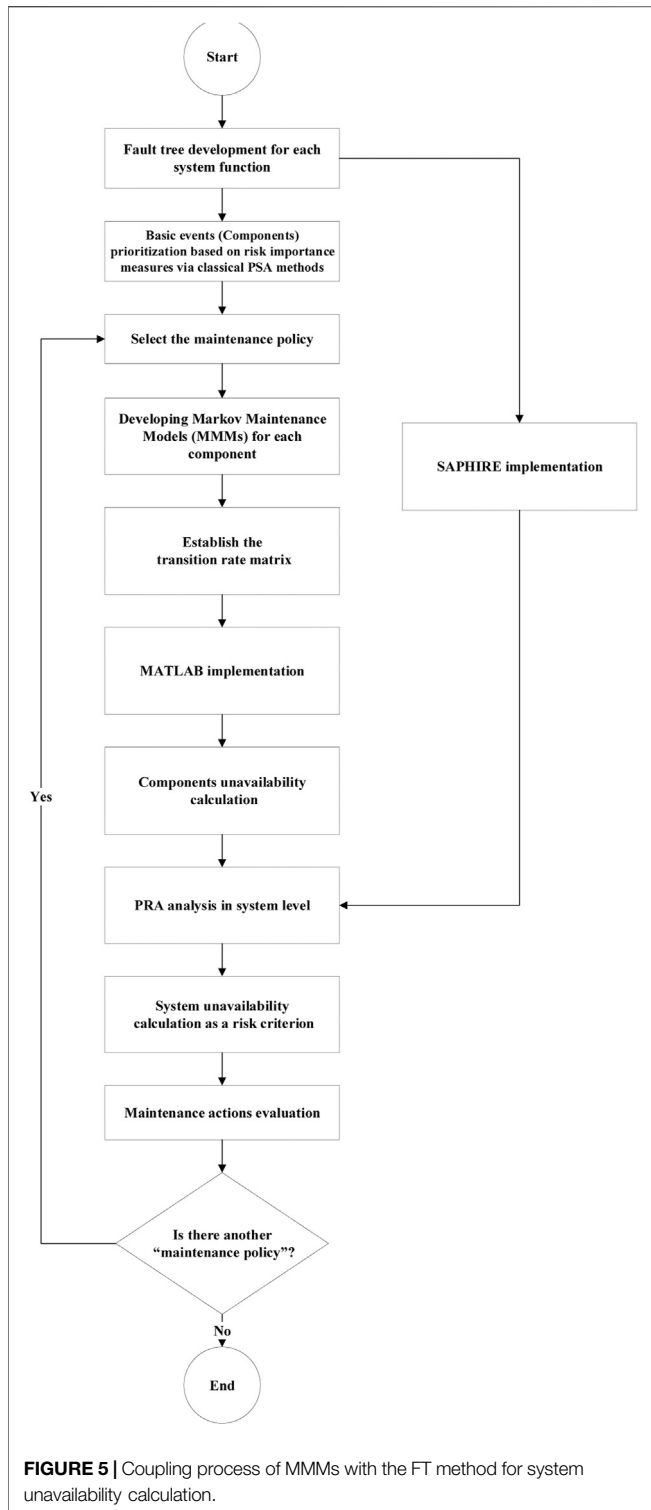 Start
Fault tree development for each
system function
Basic events (Components)
prioritization based on risk importance
measures via classical PSA methods
Select the maintenance policy
Developing Markov Maintenance
Models (MMMs) for each
component
SAPHIRE implementation
Establish the
transition rate matrix
MATLAB implementation
Components unavailability
calculation
Yes
PRA analysis in system level
System unavailability
calculation as a risk criterion
Maintenance actions evaluation
Is there another
“maintenance policy”?
No
End
FIGURE 5 | Coupling process of MMMs with the FT method for system
unavailability calculation.